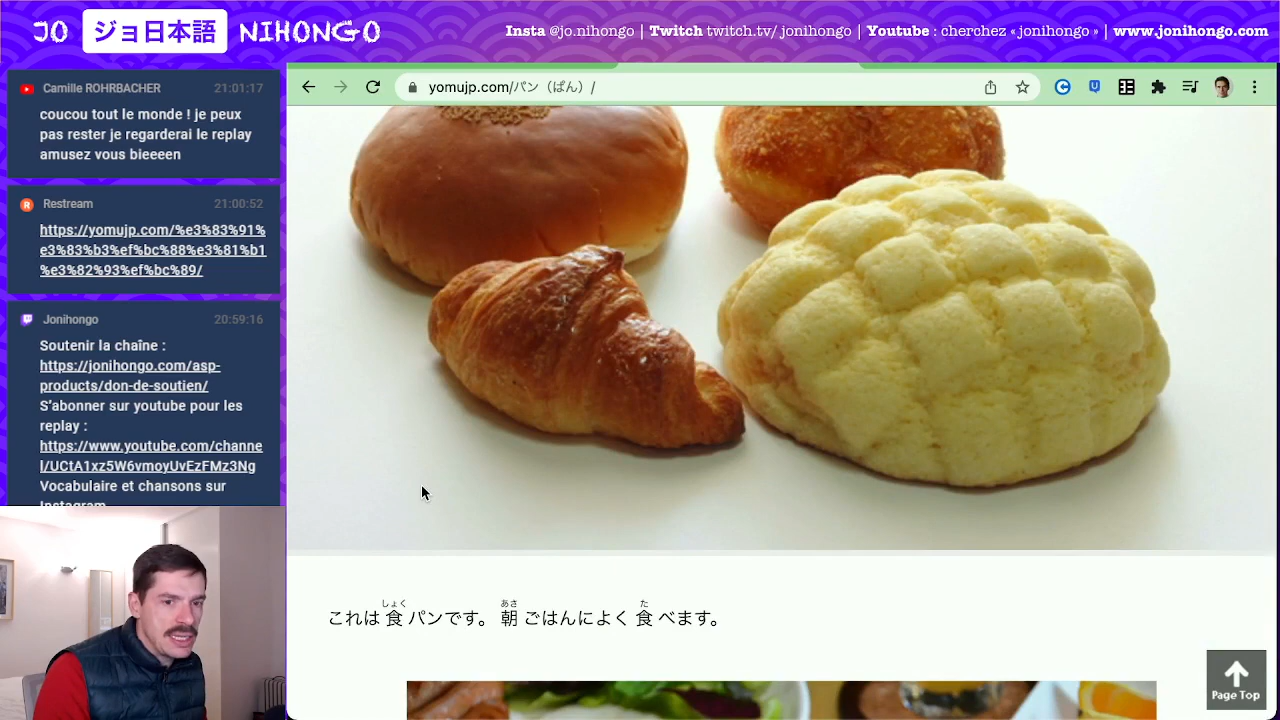 JO ジョ日本語 NIHONGO
Insta @jo.nihongo | Twitch twitch.tv/ jonihongo | Youtube : cherchez « jonihongo » | www.jonihongo.com
Camille ROHRBACHER 21:01:17
coucou tout le monde ! je peux
pas rester je regarderai le replay
amusez vous bieeeen
Restream 21:00:52
https://yomujp.com/%e3%83%91%
e3%83%b3%ef%bc%88%e3%81%b1
%e3%82%93%ef%bc%89/
Jonihongo 20:59:16
Soutenir la chaîne :
https://jonihongo.com/asp-
products/don-de-soutien/
S'abonner sur youtube pour les
replay :
https://www.youtube.com/channe
l/UCtA1xz5W6vmoyUvEzFMz3Ng
Vocabulaire et chansons sur
Instagram
yomujp.com/パン（ぱん）/
しょく あさ た
これは食パンです。朝ごはんによく食べます。
Page Top